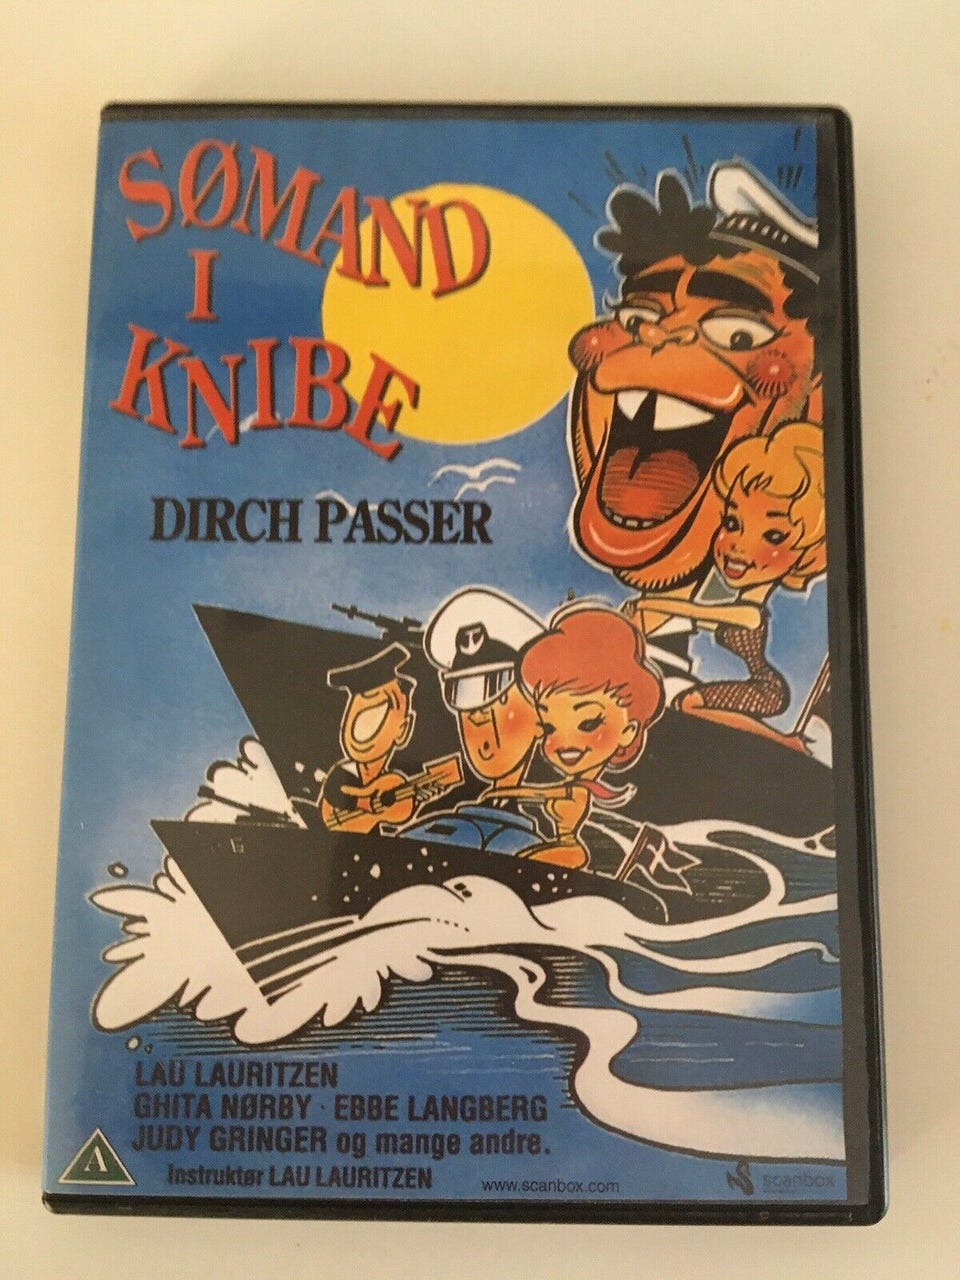 SØMAND
I
KNIBE
DIRCH PASSER
LAU LAURITZEN
GHITA NØRBY · EBBE LANGBERG
JUDY GRINGER og mange andre.
Instruktør LAU LAURITZEN
A
www.scanbox.com
scanbox